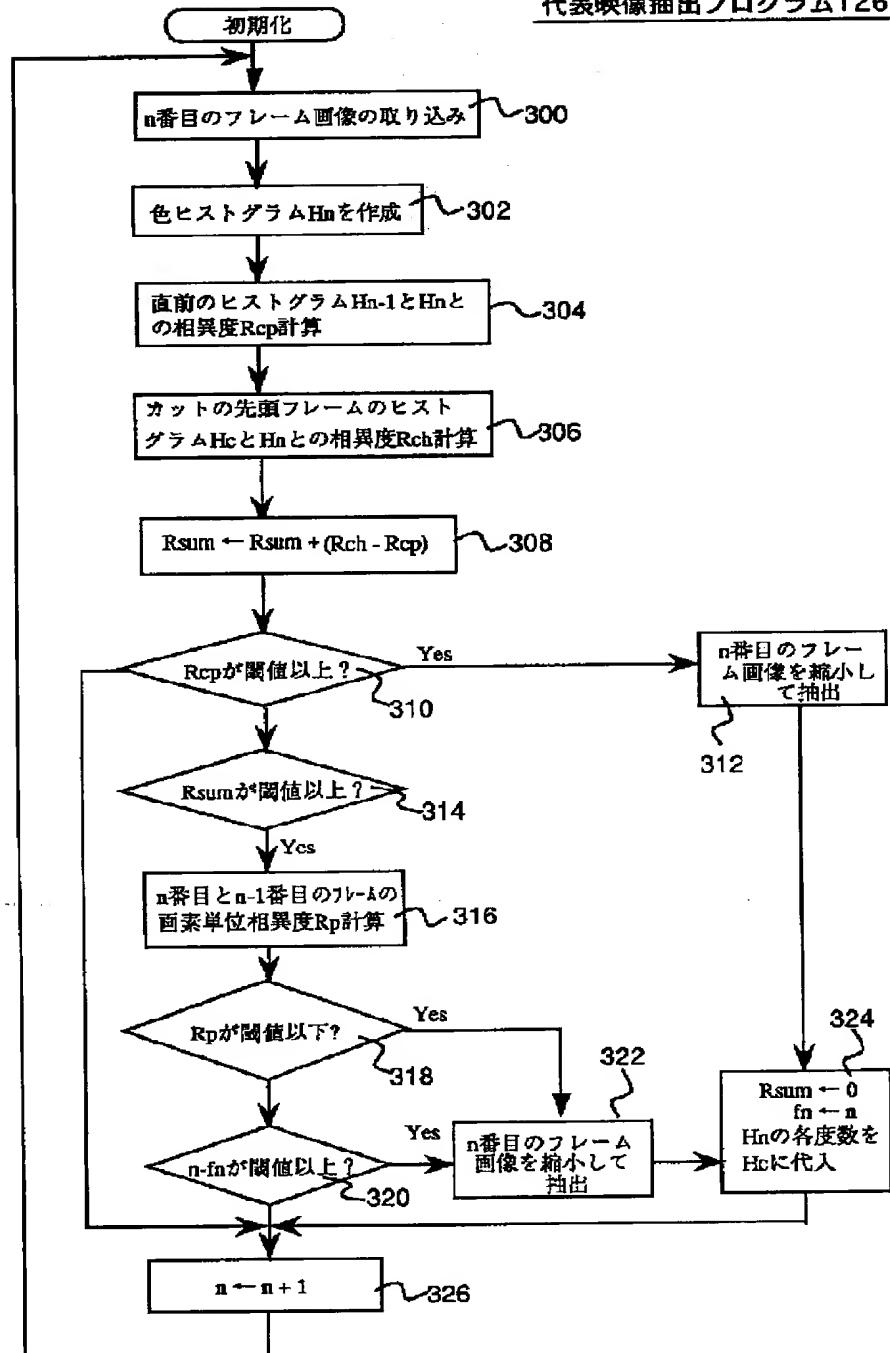 代表映像抽出プログラム126
初期化
n番目のフレーム画像の取り込み
300
色ヒストグラムHnを作成
302
直前のヒストグラムHn-1とHnと
の相異度Rcp計算
304
カットの先頭フレームのヒスト
グラムHcとHnとの相異度Rch計算
306
Rsum ← Rsum + (Rch - Rcp)
308
Rcpが閾値以上?
Yes
310
n番目のフレー
ム画像を縮小し
て抽出
312
Rsumが閾値以上?
314
Yes
n番目とn-1番目のフレームの
画素単位相異度Rp計算
316
Rpが閾値以下?
Yes
318
322
324
n-fnが閾値以上?
Yes
320
n番目のフレーム
画像を縮小して
抽出
Rsum ← 0
fn ← n
Hnの各度数を
Hcに代入
n ← n + 1
326